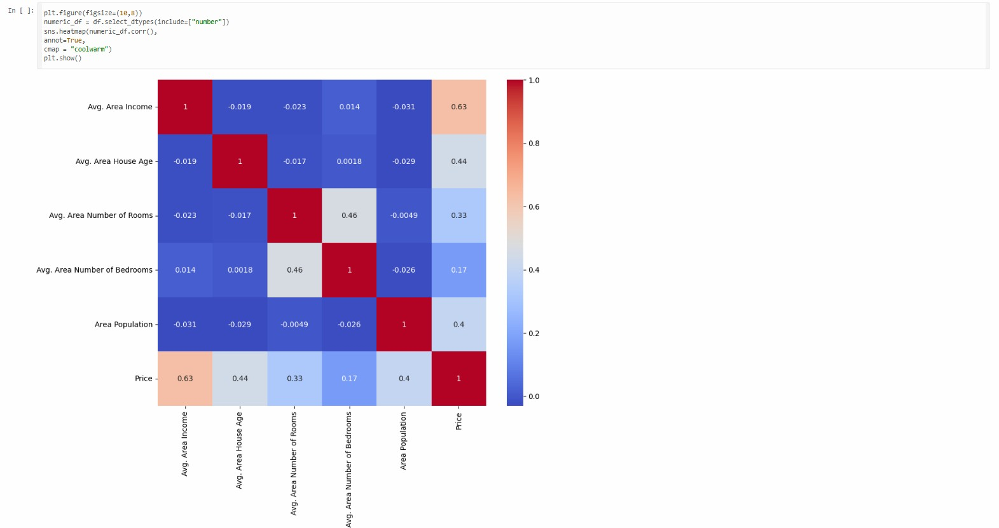 In [ ]:
plt.figure(figsize=(10,8))
numeric_df = df.select_dtypes(include=["number"])
sns.heatmap(numeric_df.corr(),
annot=True,
cmap = "coolwarm")
plt.show()
Avg. Area Income
1
-0.019
-0.023
0.014
-0.031
0.63
Avg. Area House Age
-0.019
1
-0.017
0.0018
-0.029
0.44
Avg. Area Number of Rooms
-0.023
-0.017
1
0.46
-0.0049
0.33
Avg. Area Number of Bedrooms
0.014
0.0018
0.46
1
-0.026
0.17
Area Population
-0.031
-0.029
-0.0049
-0.026
1
0.4
Price
0.63
0.44
0.33
0.17
0.4
1
Avg. Area Income
Avg. Area House Age
Avg. Area Number of Rooms
Avg. Area Number of Bedrooms
Area Population
Price
1.0
0.8
0.6
0.4
0.2
0.0